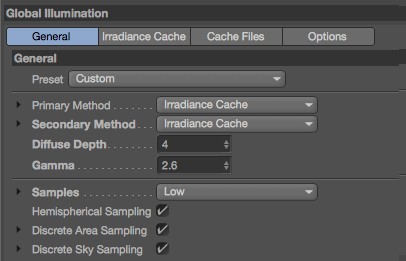 Global Illumination
General Irradiance Cache Cache Files Options
General
Preset Custom
Primary Method . . . . . . . Irradiance Cache
Secondary Method . . . . Irradiance Cache
Diffuse Depth. . . . . . . . 4
Gamma . . . . . . . . . . . . 2.6
Samples . . . . . . . . . . . . Low
Hemispherical Sampling
Discrete Area Sampling
Discrete Sky Sampling